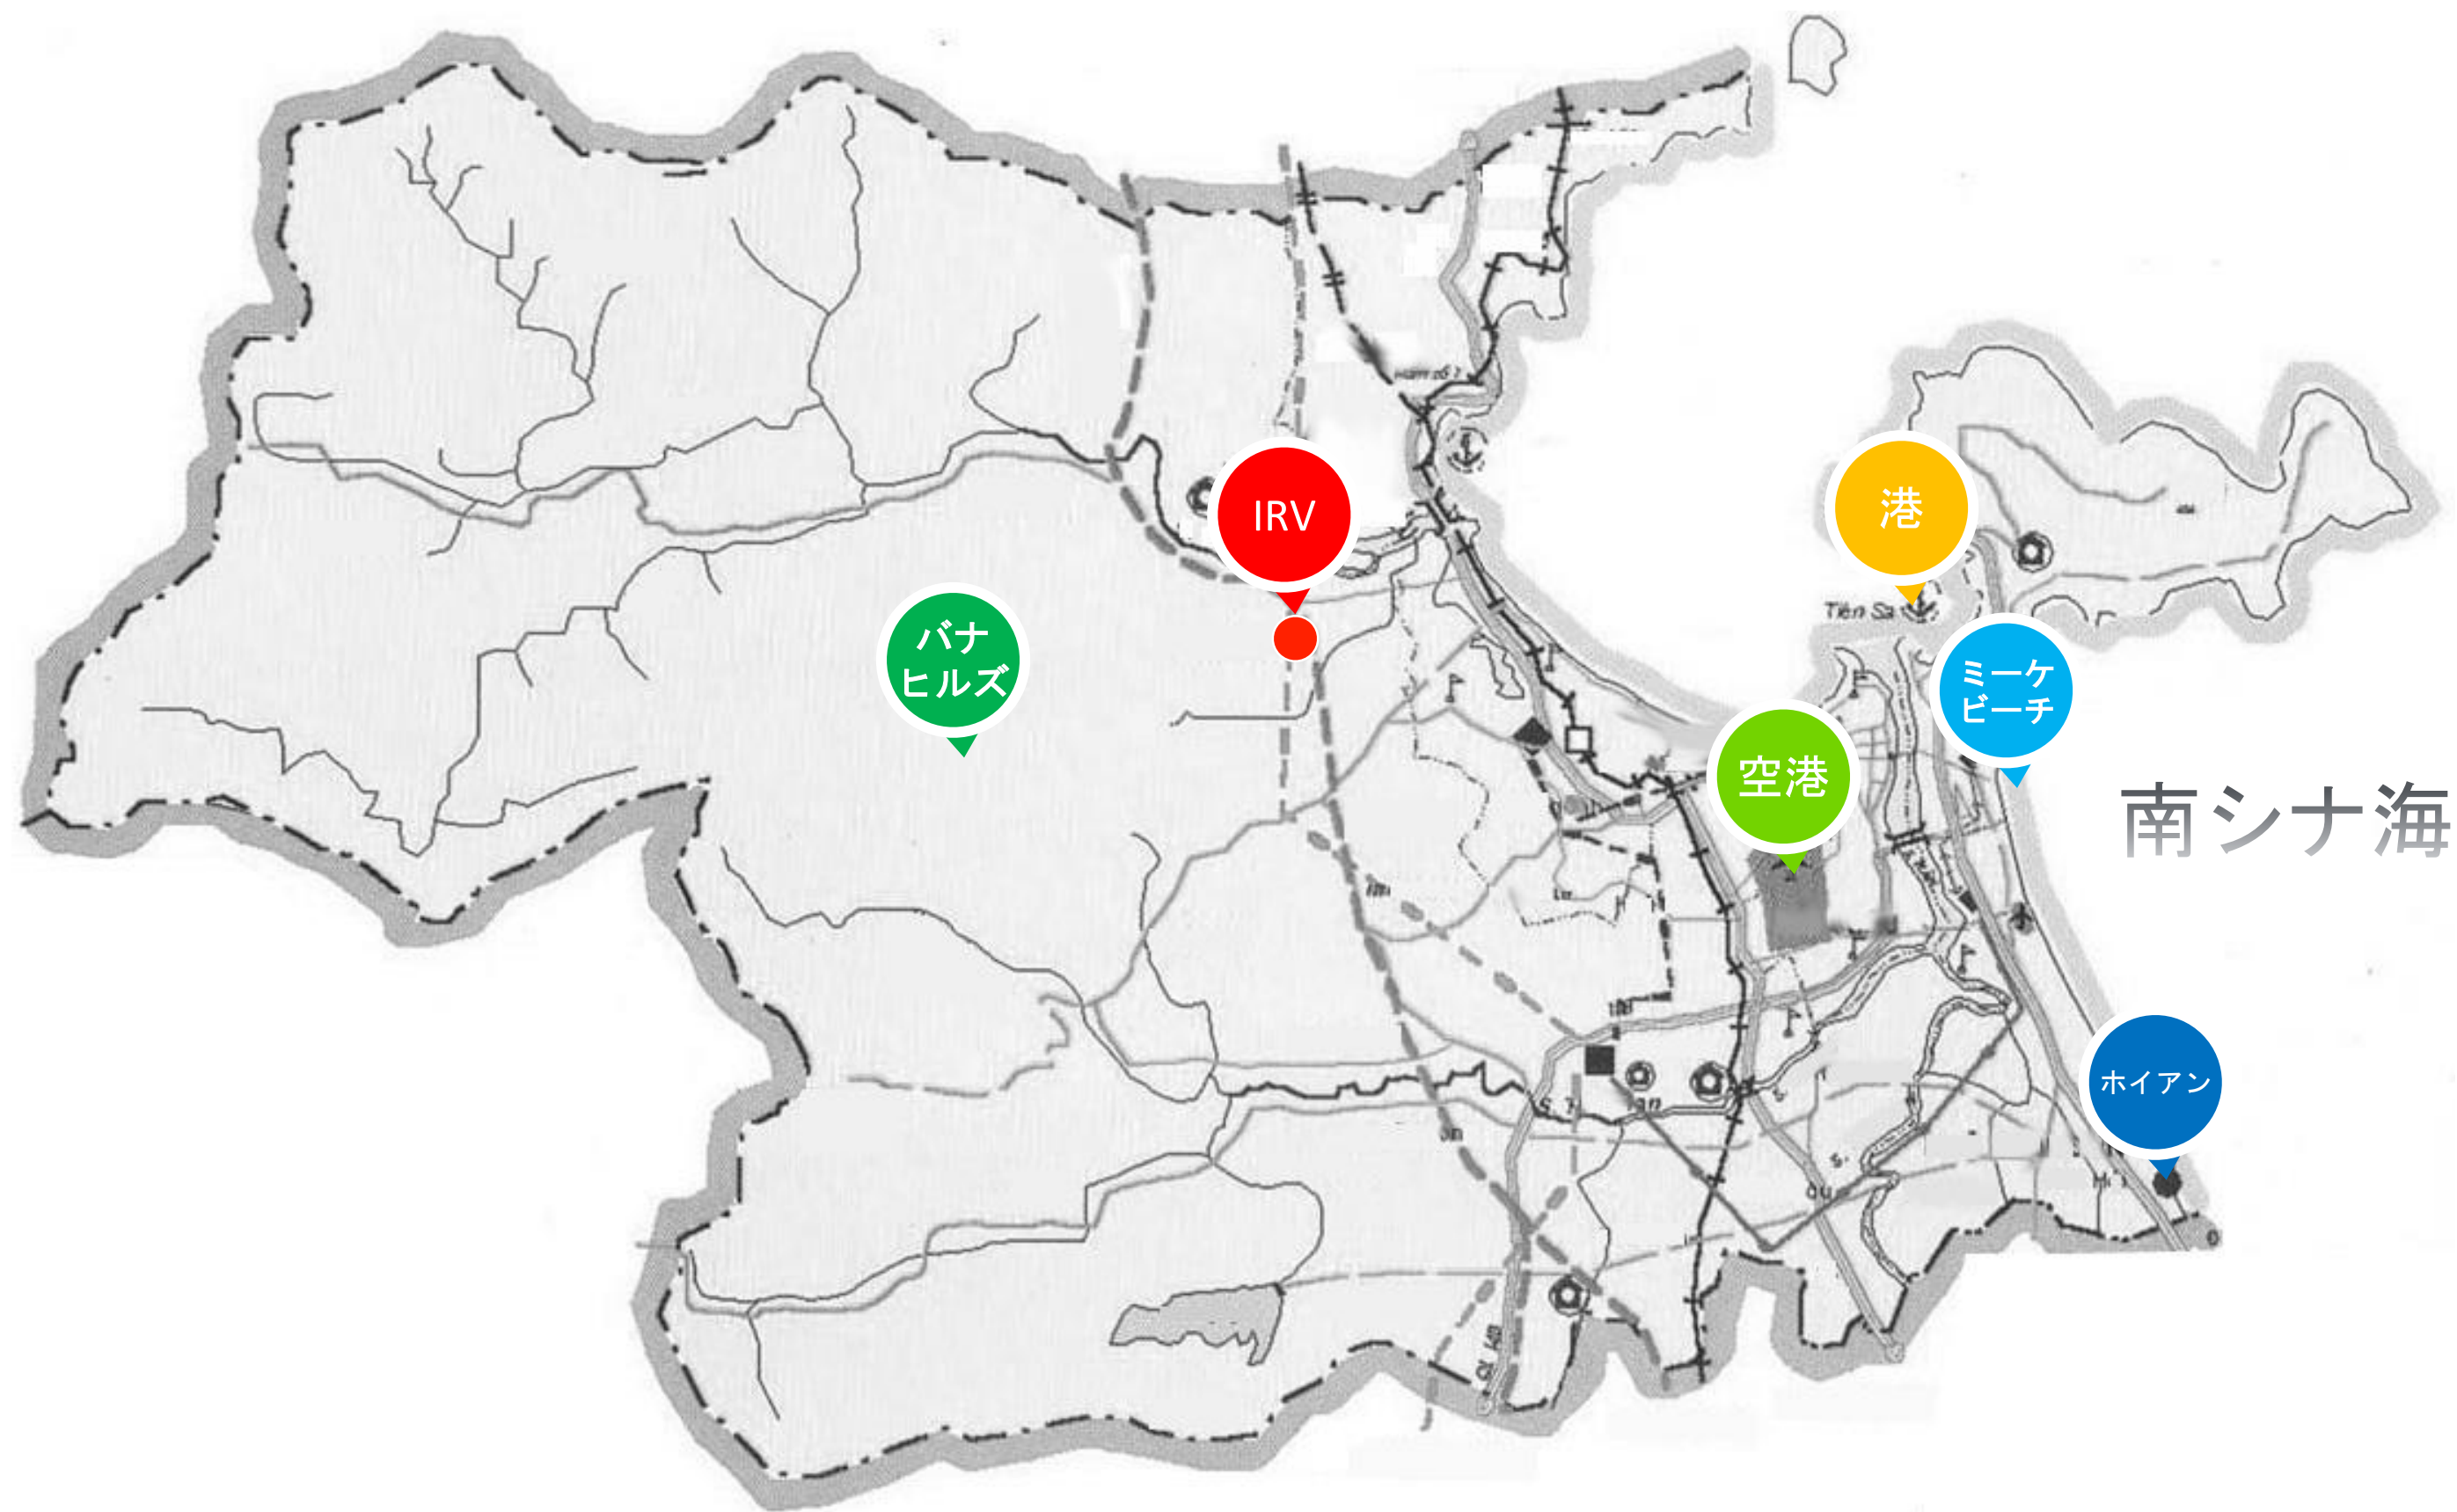 IRV
港
Tiên Sa
バナ
ヒルズ
ミーケ
ビーチ
空港
南シナ海
ホイアン